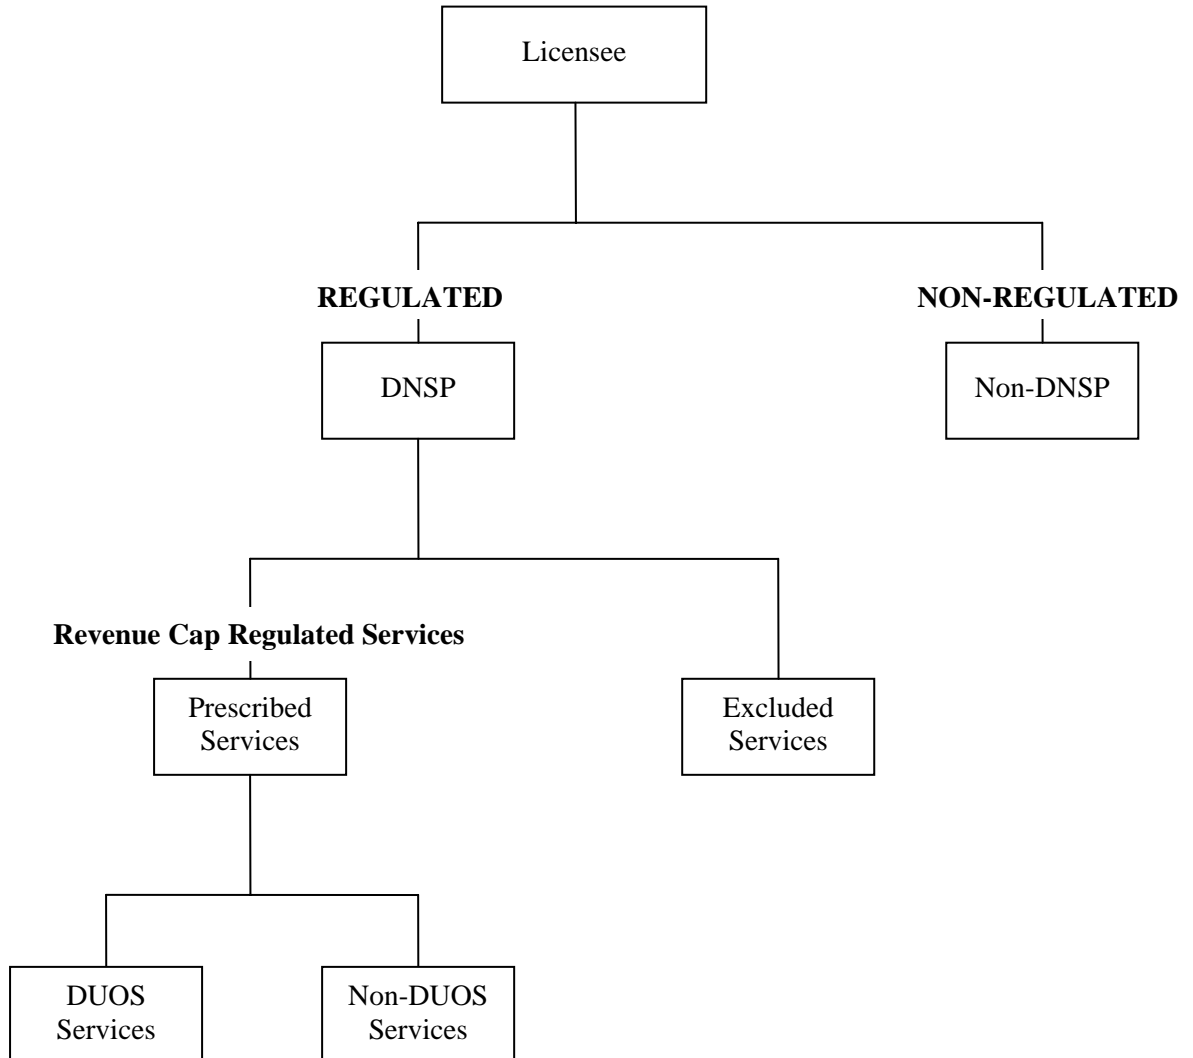 Licensee
REGULATED
NON-REGULATED
DNSP
Non-DNSP
Revenue Cap Regulated Services
Prescribed
Services
Excluded
Services
DUOS
Services
Non-DUOS
Services